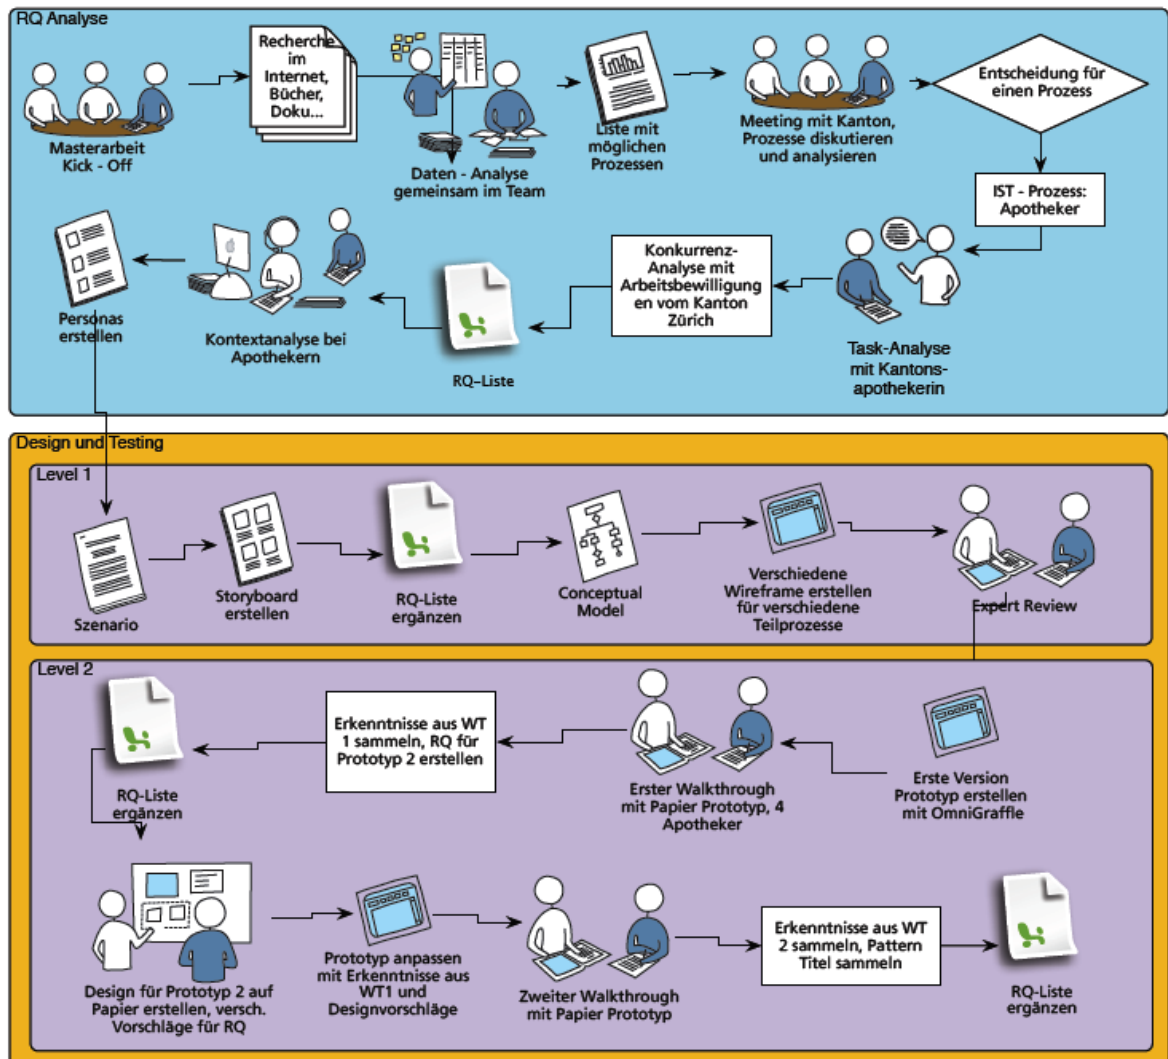 RQ Analyse
Masterarbeit
Kick - Off
Recherche
im
Internet,
Bücher,
Doku...
Daten - Analyse
gemeinsam im Team
Liste mit
möglichen
Prozessen
Meeting mit Kanton,
Prozesse diskutieren
und analysieren
Entscheidung für
einen Prozess
IST - Prozess:
Apotheker
Task-Analyse
mit Kantons-
apothekerin
Konkurrenz-
Analyse mit
Arbeitsbewilligung
en vom Kanton
Zürich
RQ-Liste
Kontextanalyse bei
Apothekern
Personas
erstellen
Design und Testing
Level 1
Szenario
Storyboard
erstellen
RQ-Liste
ergänzen
Conceptual
Model
Verschiedene
Wireframe erstellen
für verschiedene
Teilprozesse
Expert Review
Level 2
Erste Version
Prototyp erstellen
mit OmniGraffle
Erster Walkthrough
mit Papier Prototyp, 4
Apotheker
Erkenntnisse aus WT
1 sammeln, RQ für
Prototyp 2 erstellen
RQ-Liste
ergänzen
Design für Prototyp 2 auf
Papier erstellen, versch.
Vorschläge für RQ
Prototyp anpassen
mit Erkenntnisse aus
WT1 und
Designvorschläge
Zweiter Walkthrough
mit Papier Prototyp
Erkenntnisse aus WT
2 sammeln, Pattern
Titel sammeln
RQ-Liste
ergänzen